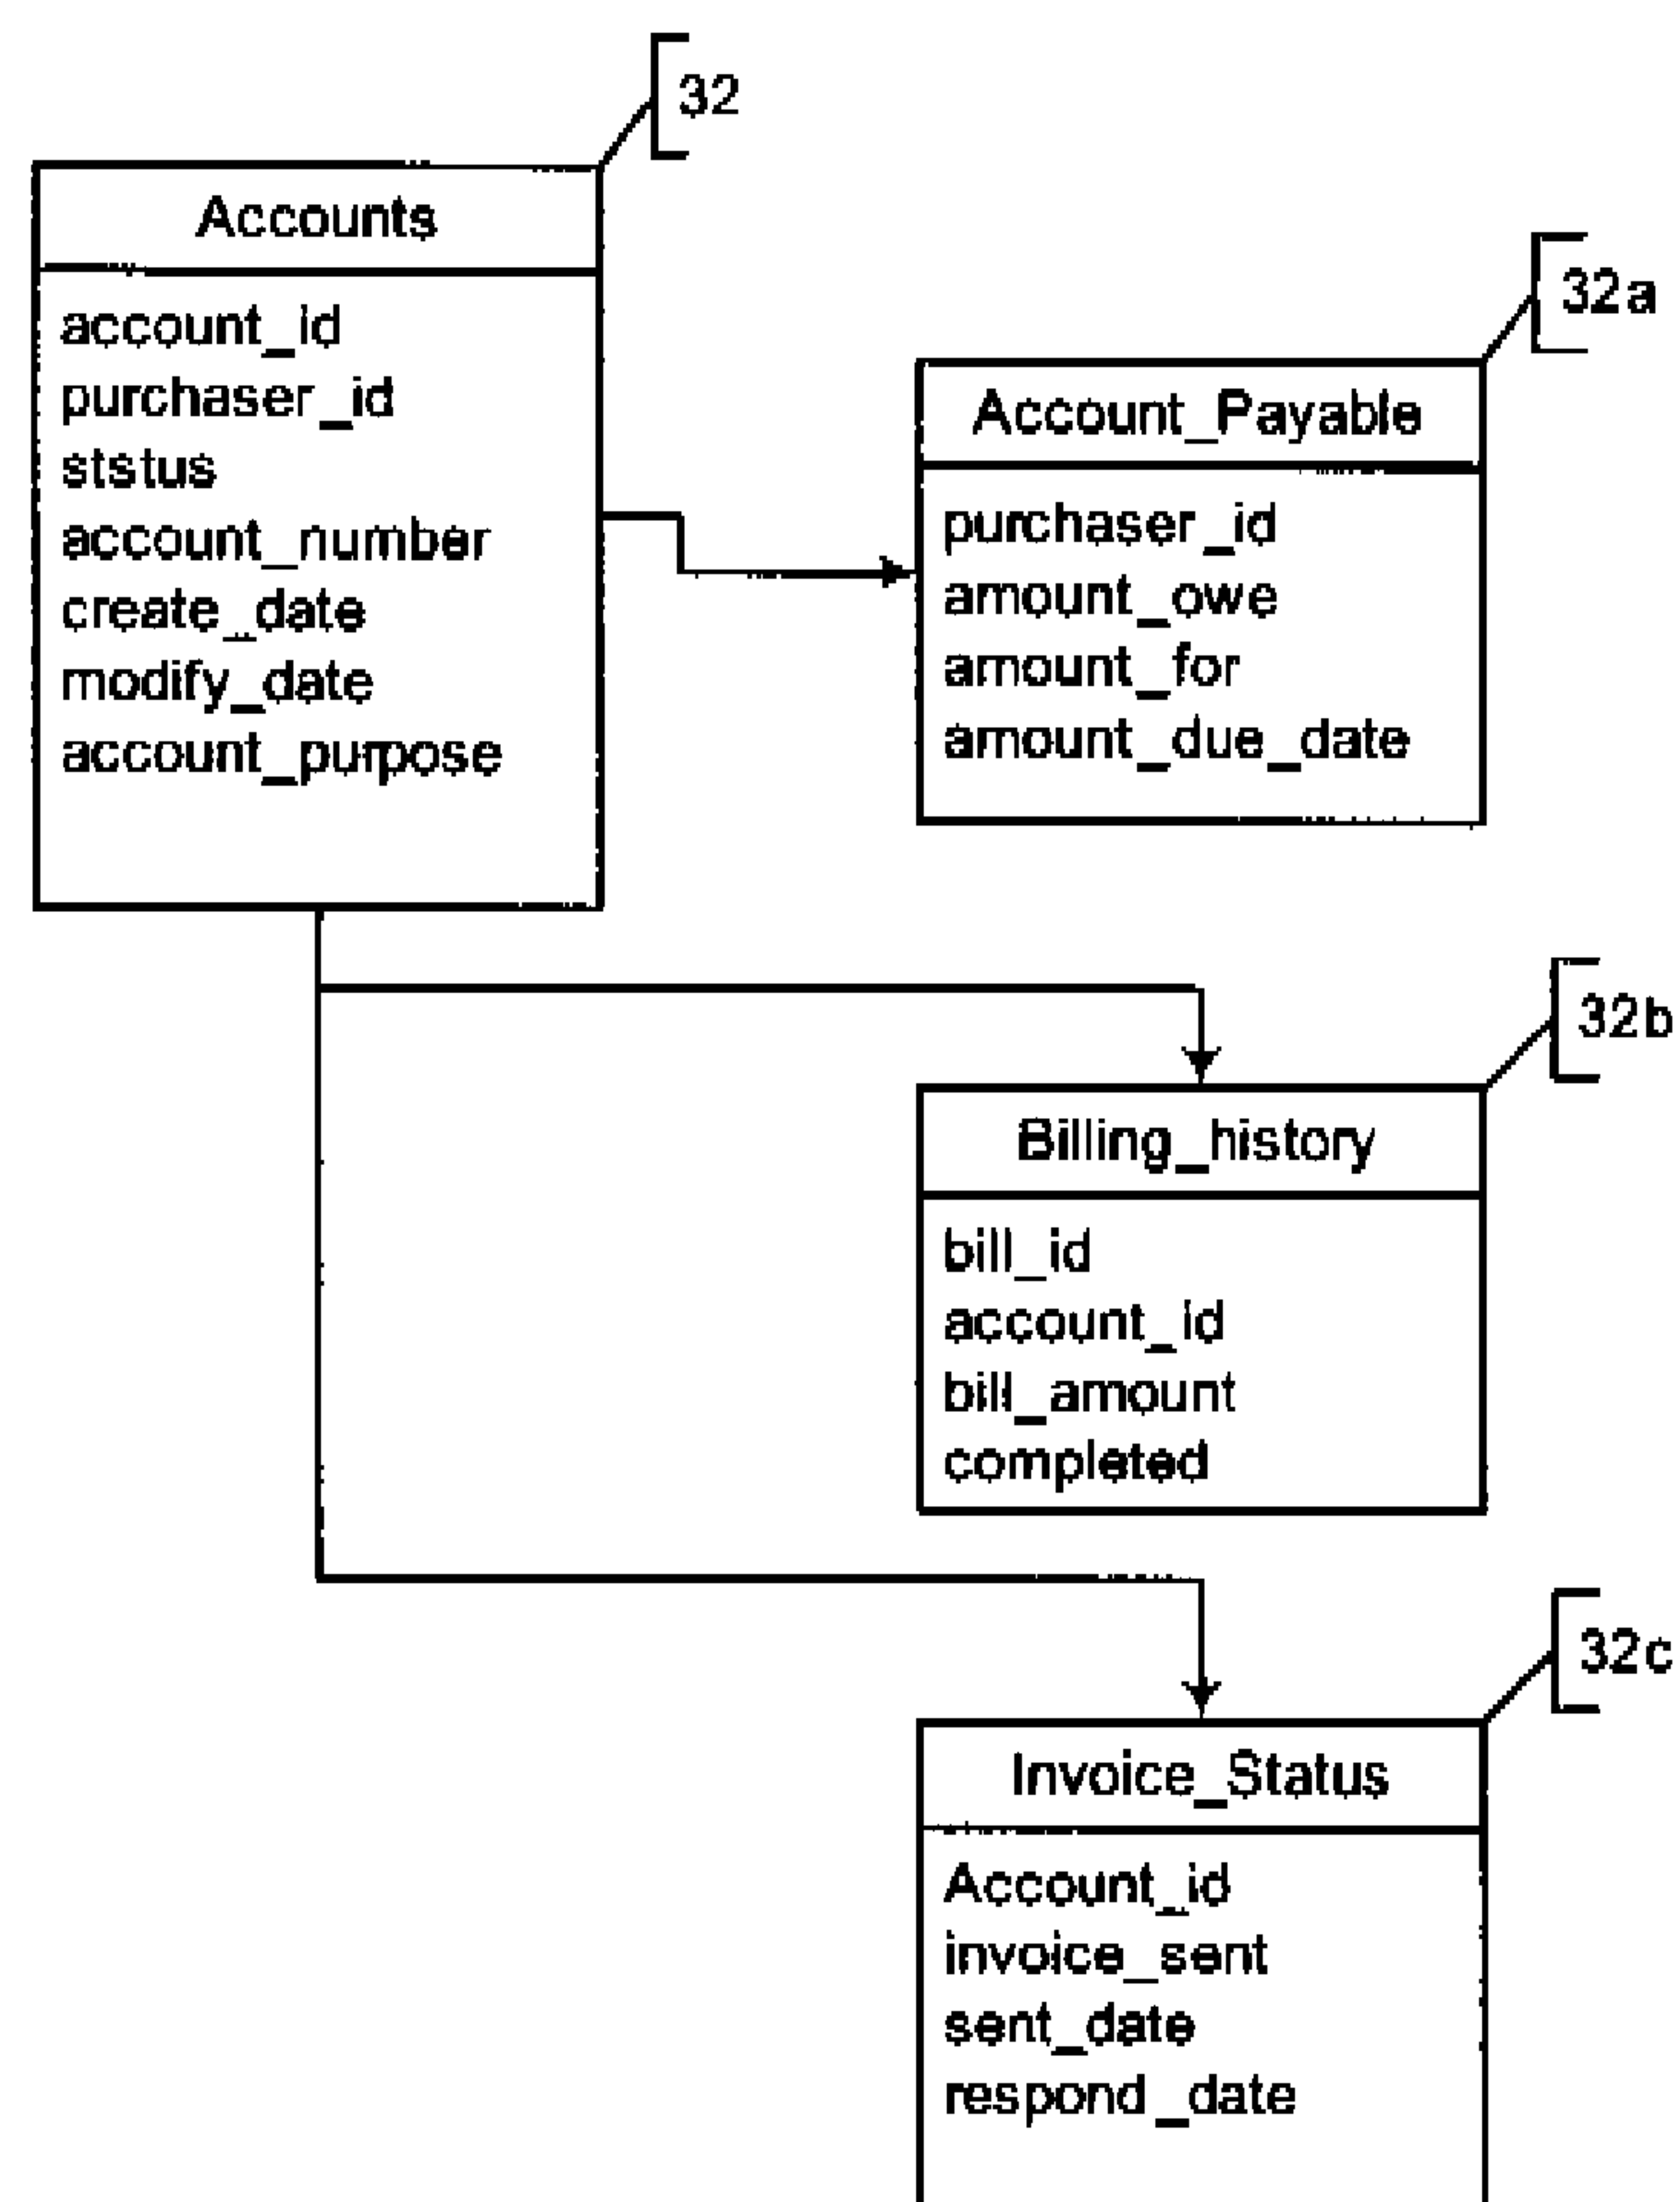 32
Accounts
account_id
purchaser_id
ststus
account_number
create_date
modify_date
account_purpose
32a
Account_Payable
purchaser_id
amount_owe
amount_for
amount_due_date
32b
Billing_history
bill_id
account_id
bill_amount
completed
32c
Invoice_Status
Account_id
invoice_sent
sent_date
respond_date